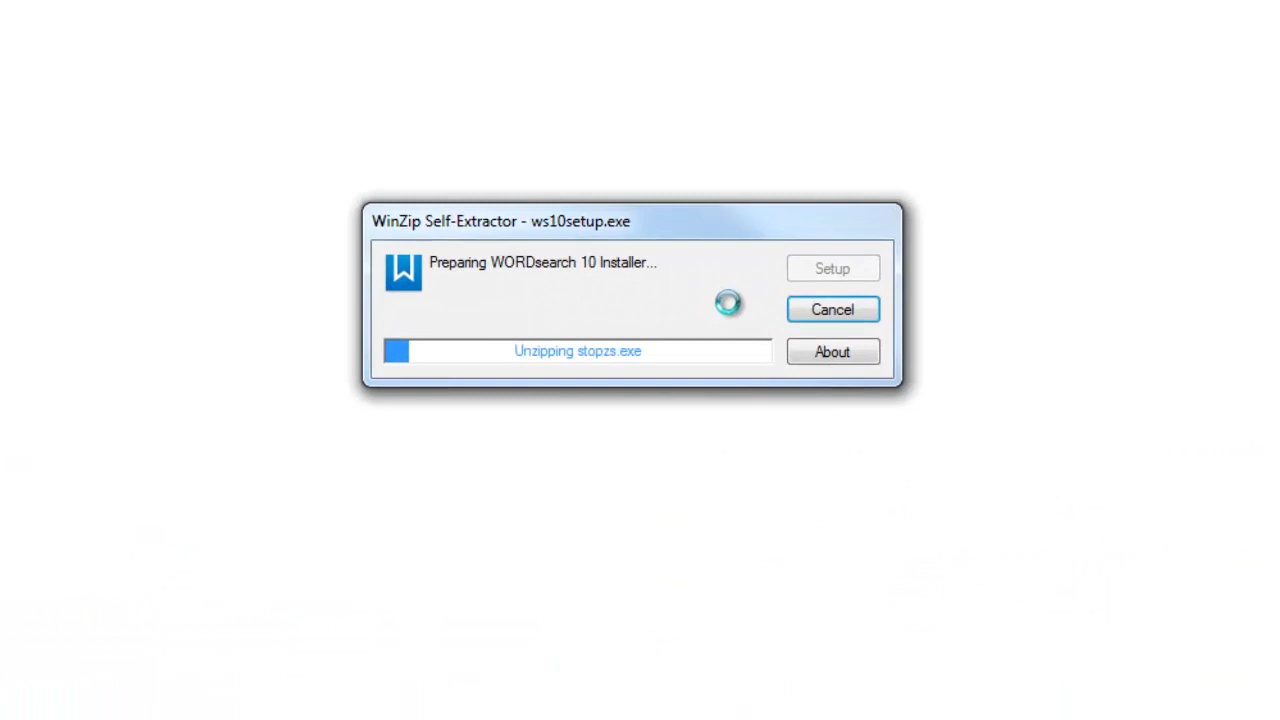 WinZip Self-Extractor - ws10setup.exe
Preparing WORDsearch 10 Installer...
Setup
Cancel
Unzipping stopzs.exe
About